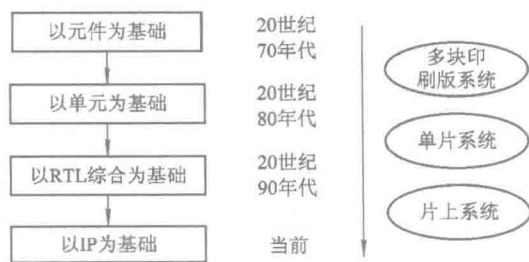 以元件为基础
20世纪
70年代
多块印
刷版系统
以单元为基础
20世纪
80年代
单片系统
以RTL综合为基础
20世纪
90年代
片上系统
以IP为基础
当前